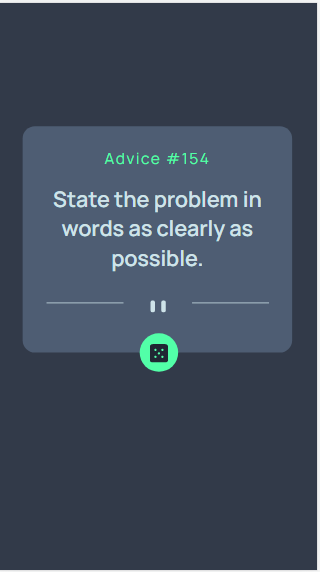 Advice #154
State the problem in
words as clearly as
possible.